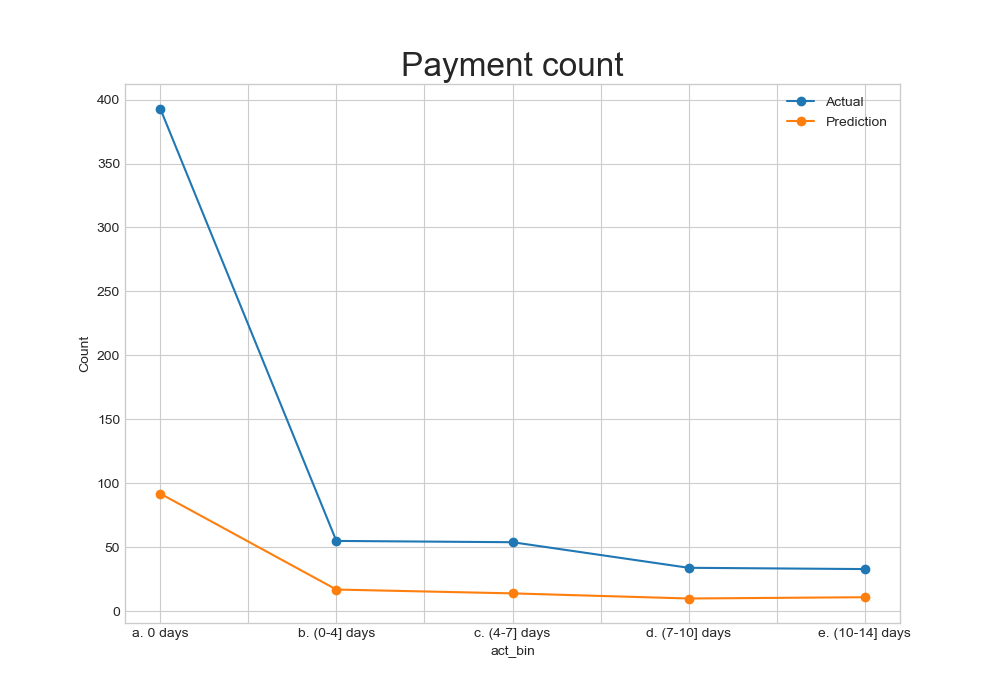 Payment count
400
350
300
250
200
150
100
50
0
Count
Actual
Prediction
a. 0 days
b. (0-4] days
c. (4-7] days
d. (7-10] days
e. (10-14] days
act_bin